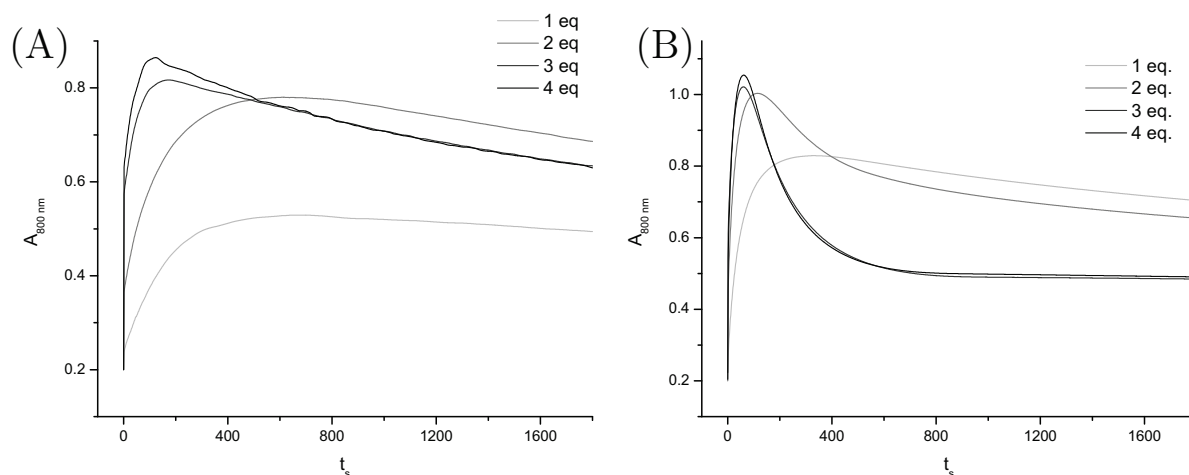 (A)
1 eq
2 eq
3 eq
4 eq
0.8
0.6
0.4
0.2
A800 nm
0 400 800 1200 1600
ts
(B)
1 eq.
2 eq.
3 eq.
4 eq.
1.0
0.8
0.6
0.4
0.2
A800 nm
0 400 800 1200 1600
ts